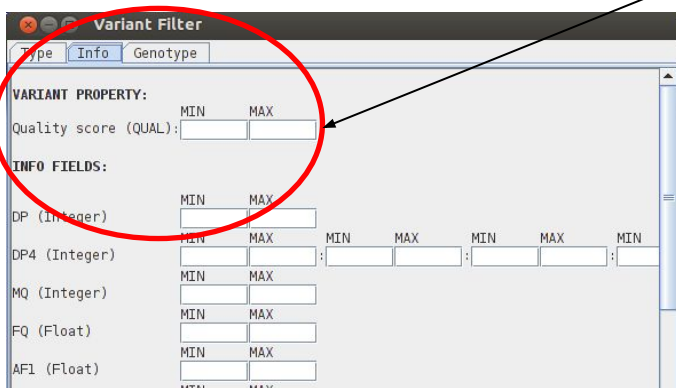 Variant Filter
Type Info Genotype
VARIANT PROPERTY:
MIN MAX
Quality score (QUAL):
INFO FIELDS:
MIN MAX
DP (Integer)
MIN MAX MIN MAX MIN MAX MIN
DP4 (Integer) : : :
MIN MAX
MQ (Integer)
MIN MAX
FQ (Float)
MIN MAX
AF1 (Float)
MIN MAX